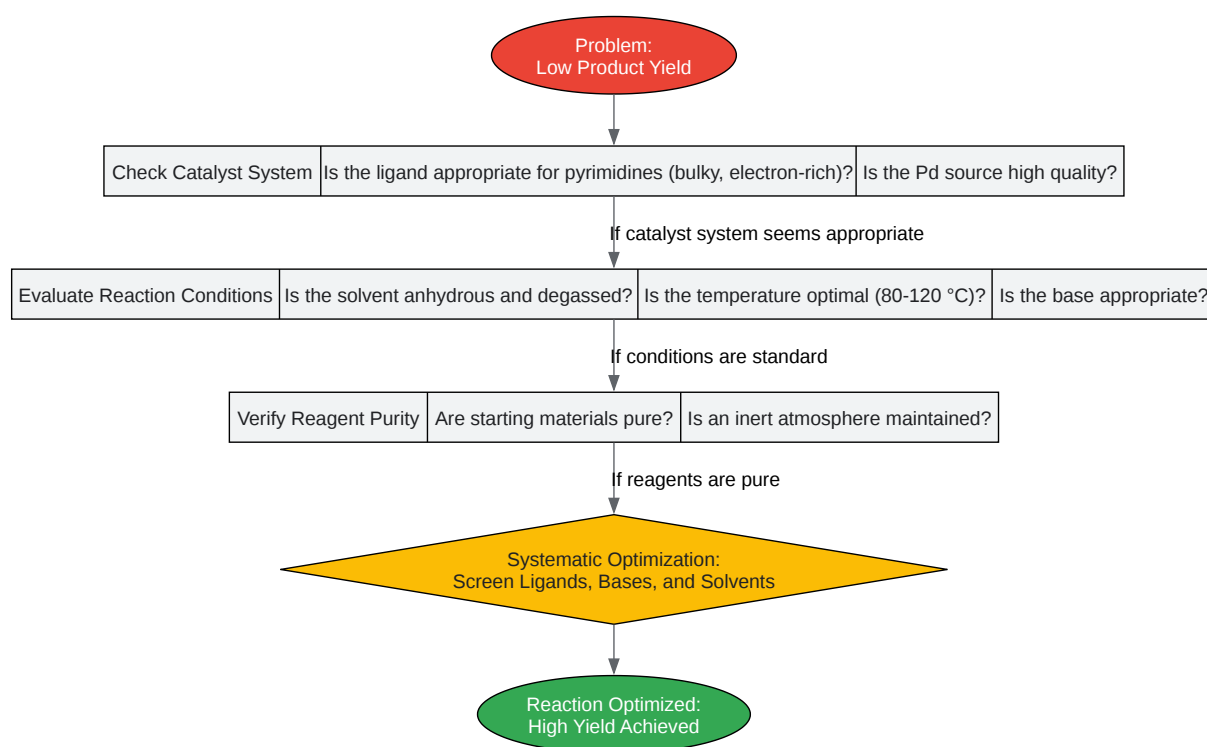 Problem:
Low Product Yield
Check Catalyst System
Is the ligand appropriate for pyrimidines (bulky, electron-rich)?
Is the Pd source high quality?
If catalyst system seems appropriate
Evaluate Reaction Conditions
Is the solvent anhydrous and degassed?
Is the temperature optimal (80-120 °C)?
Is the base appropriate?
If conditions are standard
Verify Reagent Purity
Are starting materials pure?
Is an inert atmosphere maintained?
If reagents are pure
Systematic Optimization:
Screen Ligands, Bases, and Solvents
Reaction Optimized:
High Yield Achieved